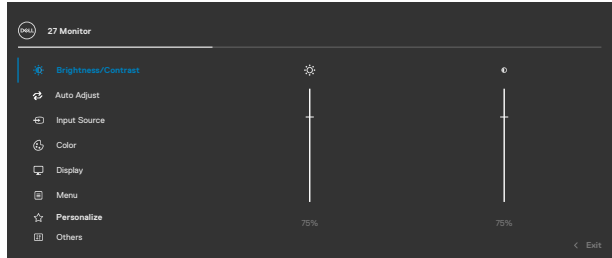 DELL
27 Monitor
Brightness/Contrast
Auto Adjust
Input Source
Color
Display
Menu
Personalize
Others
75%
75%
< Exit